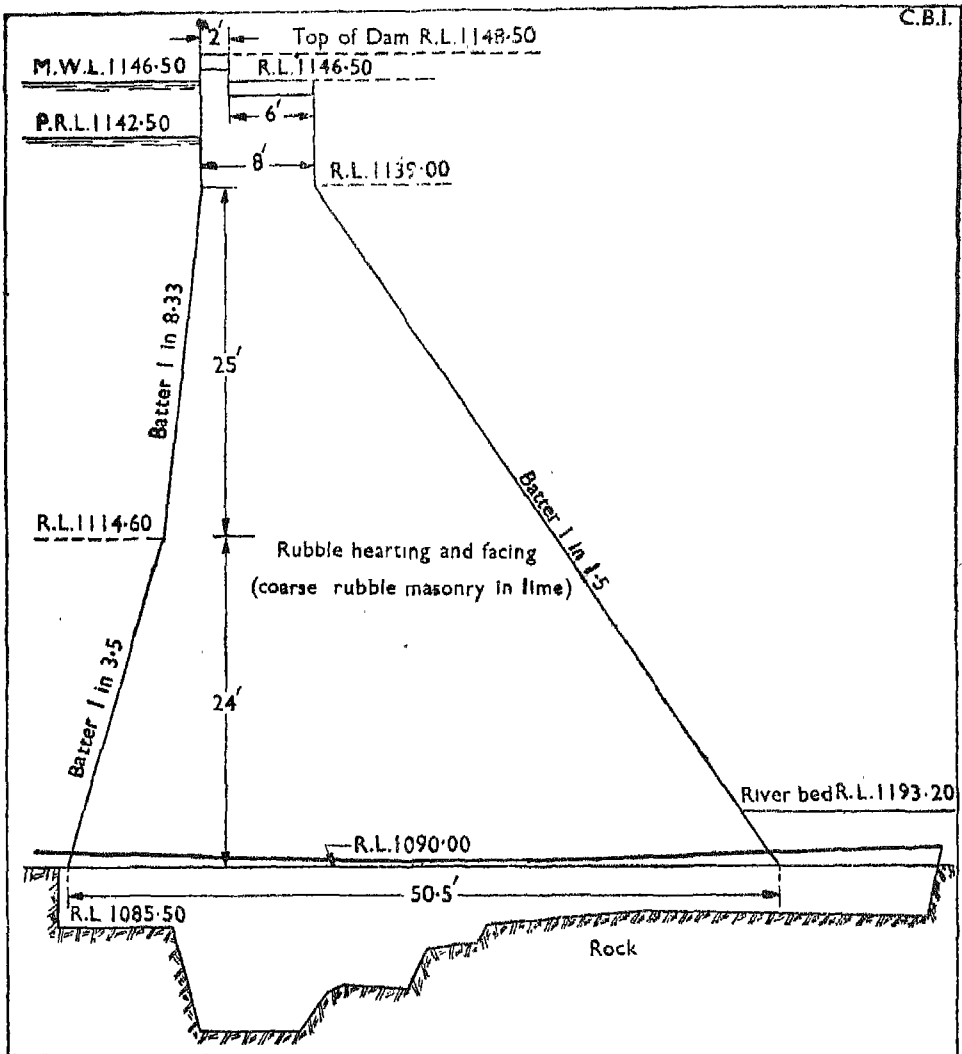 C.B.I.
2' Top of Dam R.L.1148·50
M.W.L.1146·50 R.L.1146·50
6'
P.R.L.1142·50
8'
R.L.1139·00
Batter 1 in 8·33
25'
Batter 1 in 1·5
R.L.1114·60
Rubble hearting and facing
(coarse rubble masonry in lime)
Batter 1 in 3·5
24'
River bed R.L.1193·20
R.L.1090·00
50·5'
R.L 1085·50
Rock